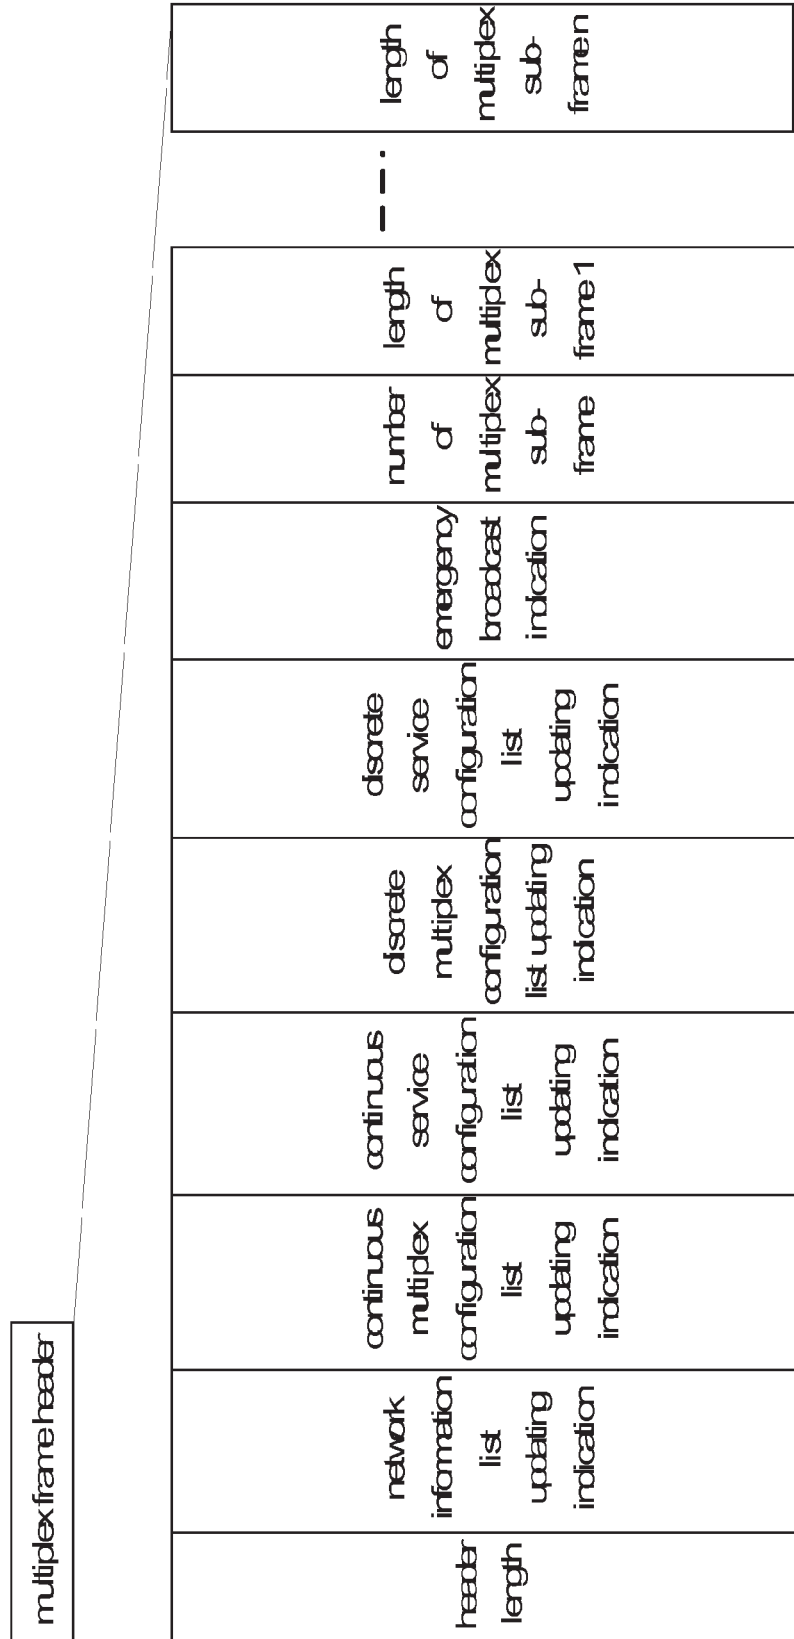 multiplex frame header
header
length
network
information
list
updating
indication
continuous
multiplex
configuration
list
updating
indication
continuous
service
configuration
list
updating
indication
discrete
multiplex
configuration
list updating
indication
discrete
service
configuration
list
updating
indication
emergency
broadcast
indication
number
of
multiplex
sub-
frame
length
of
multiplex
sub-
frame 1
length
of
multiplex
sub-
frame n